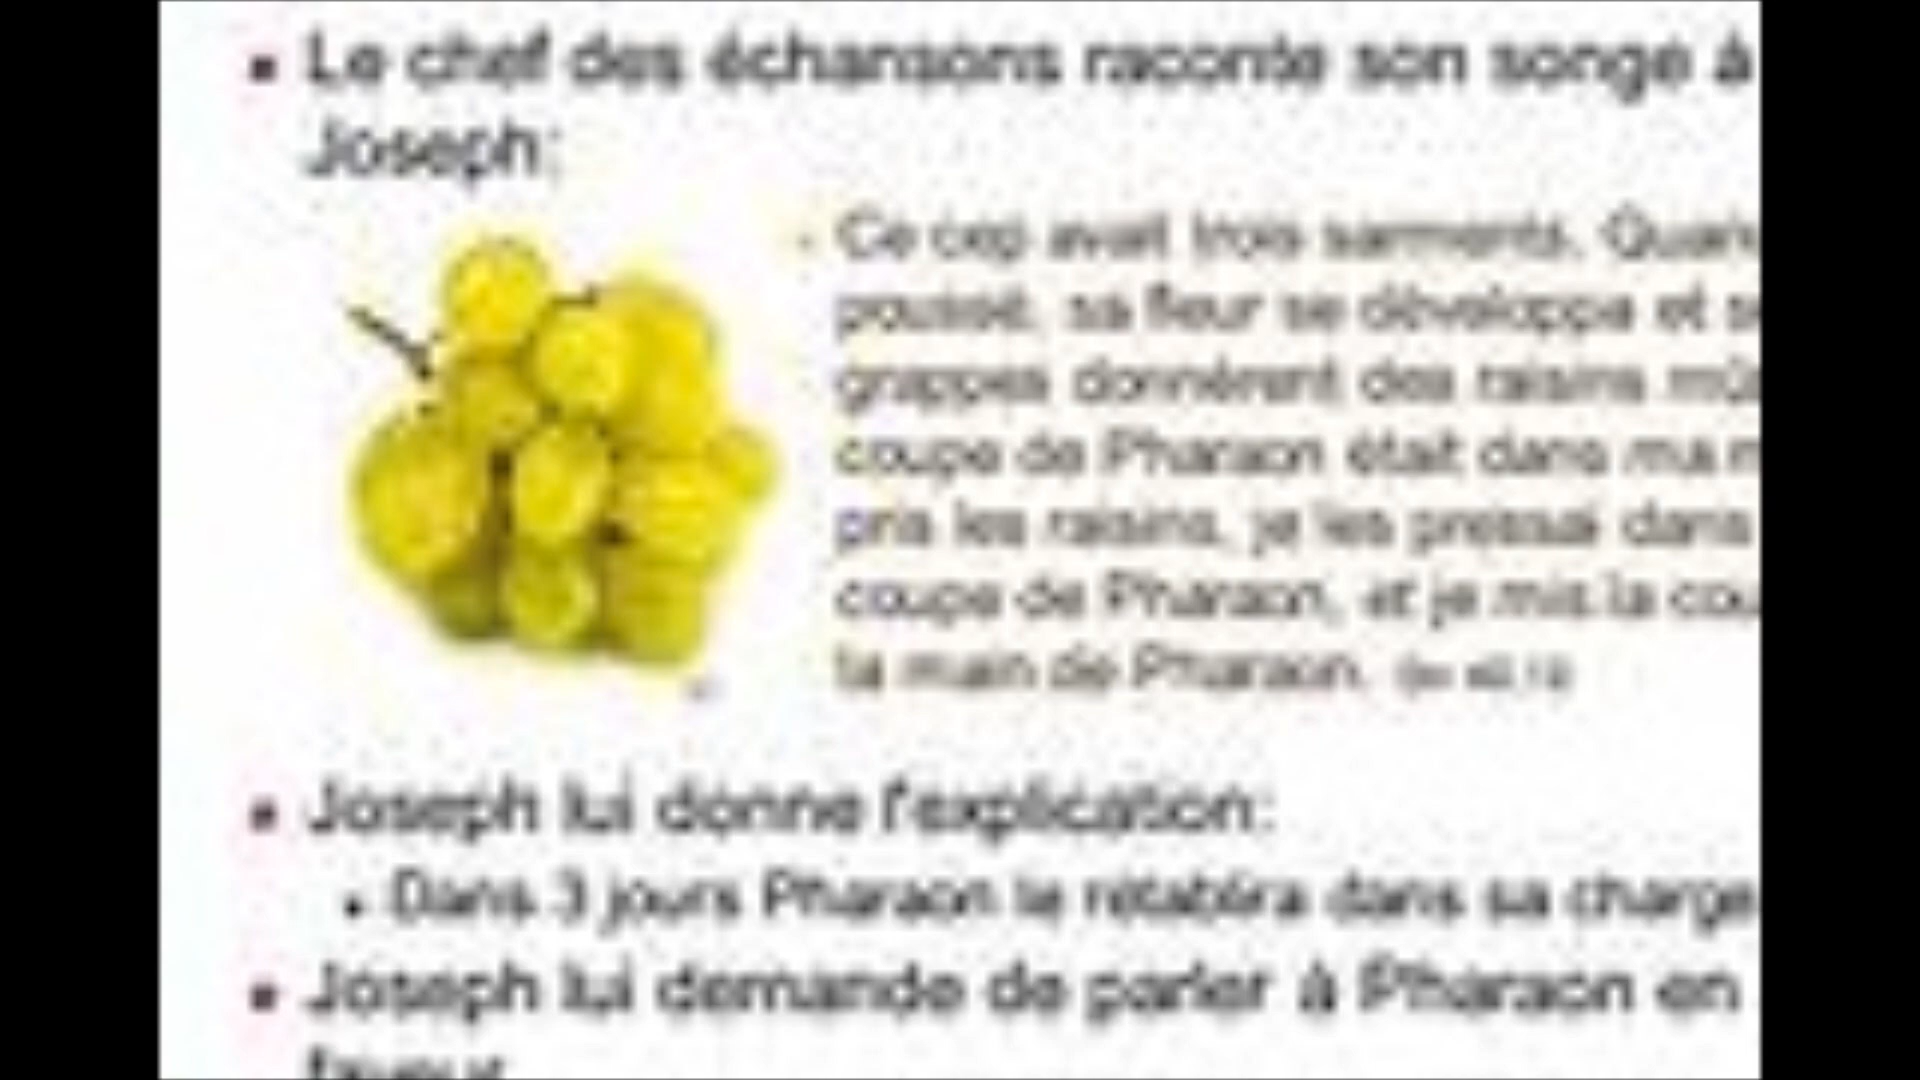 Le chef des échansons raconte son songe à
Joseph:
Ce cep avait trois sarments. Quand
poussé, sa fleur se développa et
grappes donnèrent des raisins
coupe de Pharaon était dans ma
pris les raisins, je les pressai dans
coupe de Pharaon, et je mis la
la main de Pharaon.
Joseph lui donne l'explication:
Dans 3 jours Pharaon le rétablira dans sa charge
Joseph lui demande de parler à Pharaon en
faveur